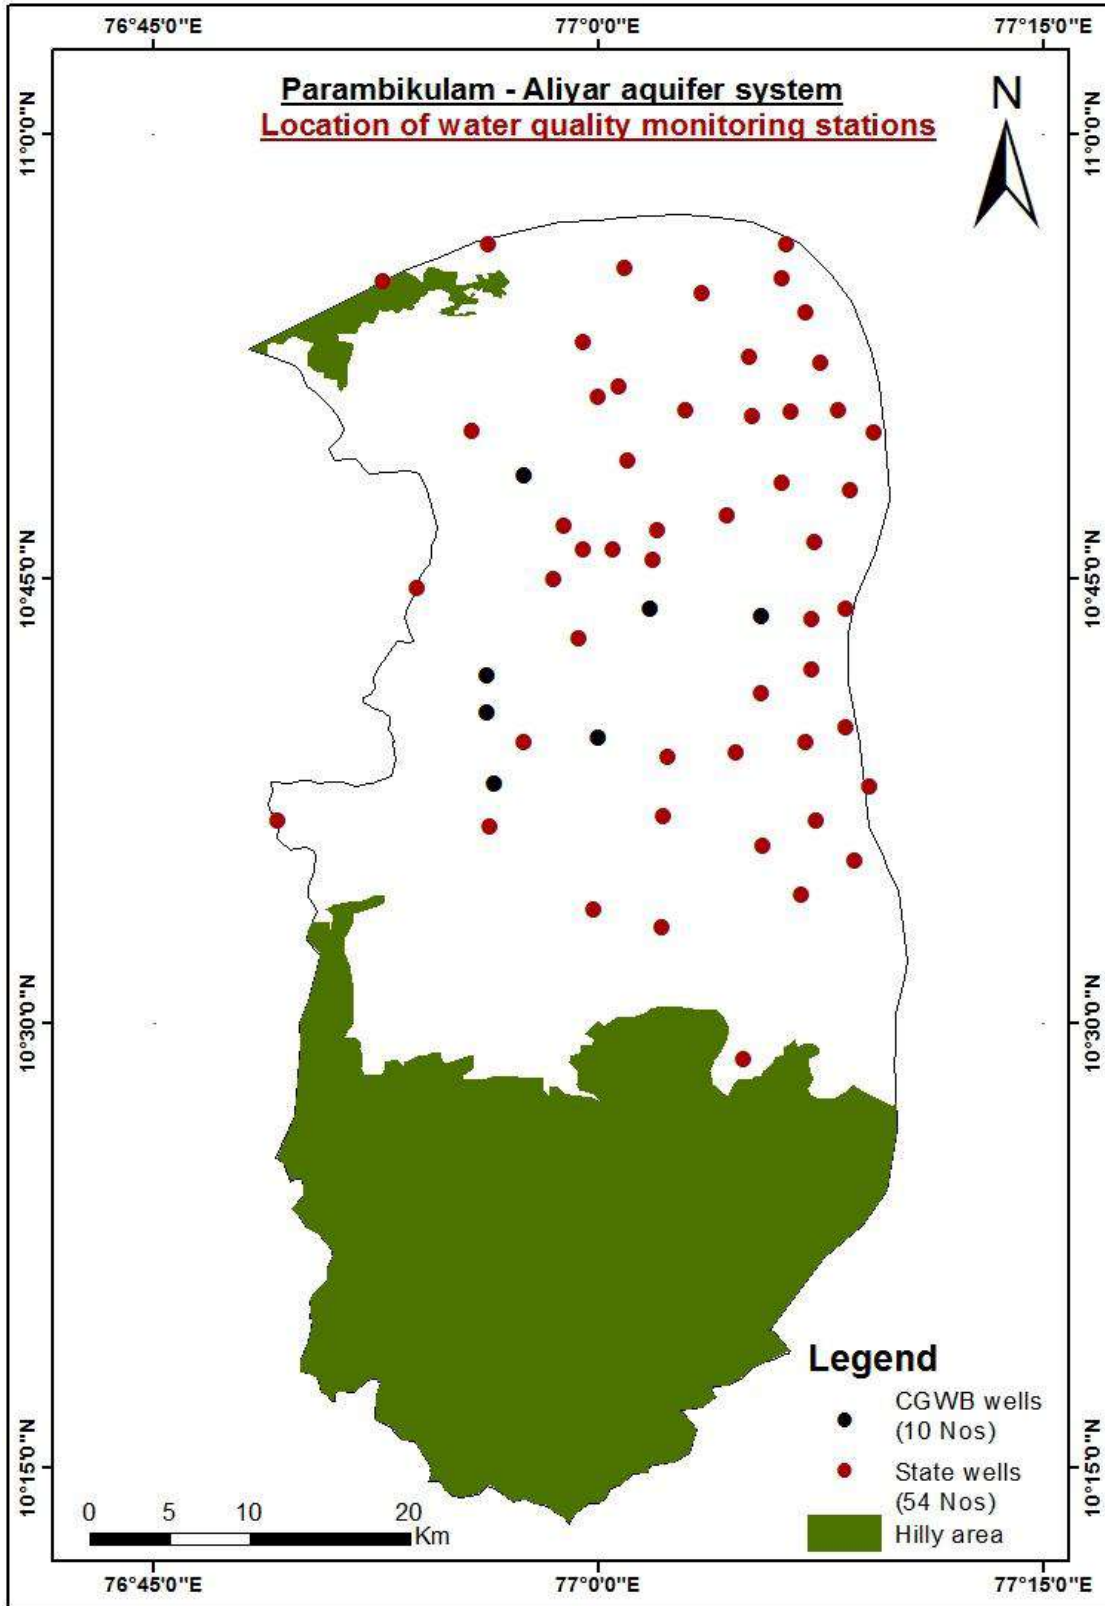 76°45'0"E
77°0'0"E
77°15'0"E
Parambikulam - Aliyar aquifer system
Location of water quality monitoring stations
N
11°0'0"N
11°0'0"N
10°45'0"N
10°45'0"N
10°30'0"N
10°30'0"N
10°15'0"N
10°15'0"N
Legend
CGWB wells
(10 Nos)
State wells
(54 Nos)
Hilly area
0 5 10 20
Km
76°45'0"E
77°0'0"E
77°15'0"E